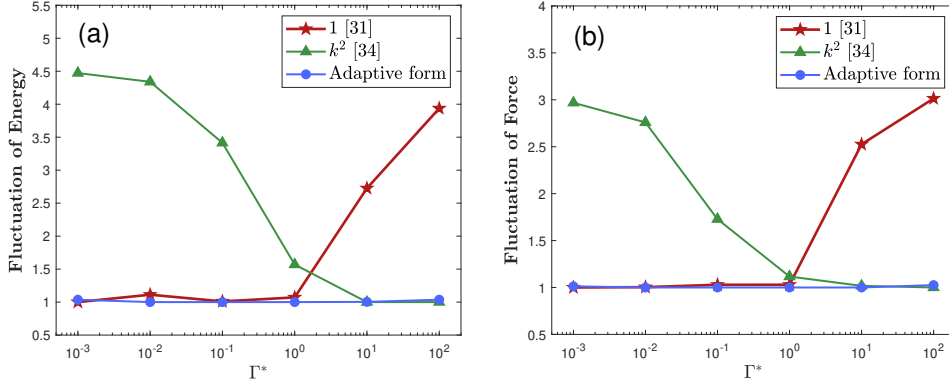 (a)
1 [31]
k² [34]
Adaptive form
Fluctuation of Energy
5
4.5
4
3.5
3
2.5
2
1.5
1
0.5
10⁻³ 10⁻² 10⁻¹ 10⁰ 10¹ 10²
Γ*
(b)
1 [31]
k² [34]
Adaptive form
Fluctuation of Force
4
3.5
3
2.5
2
1.5
1
0.5
10⁻³ 10⁻² 10⁻¹ 10⁰ 10¹ 10²
Γ*